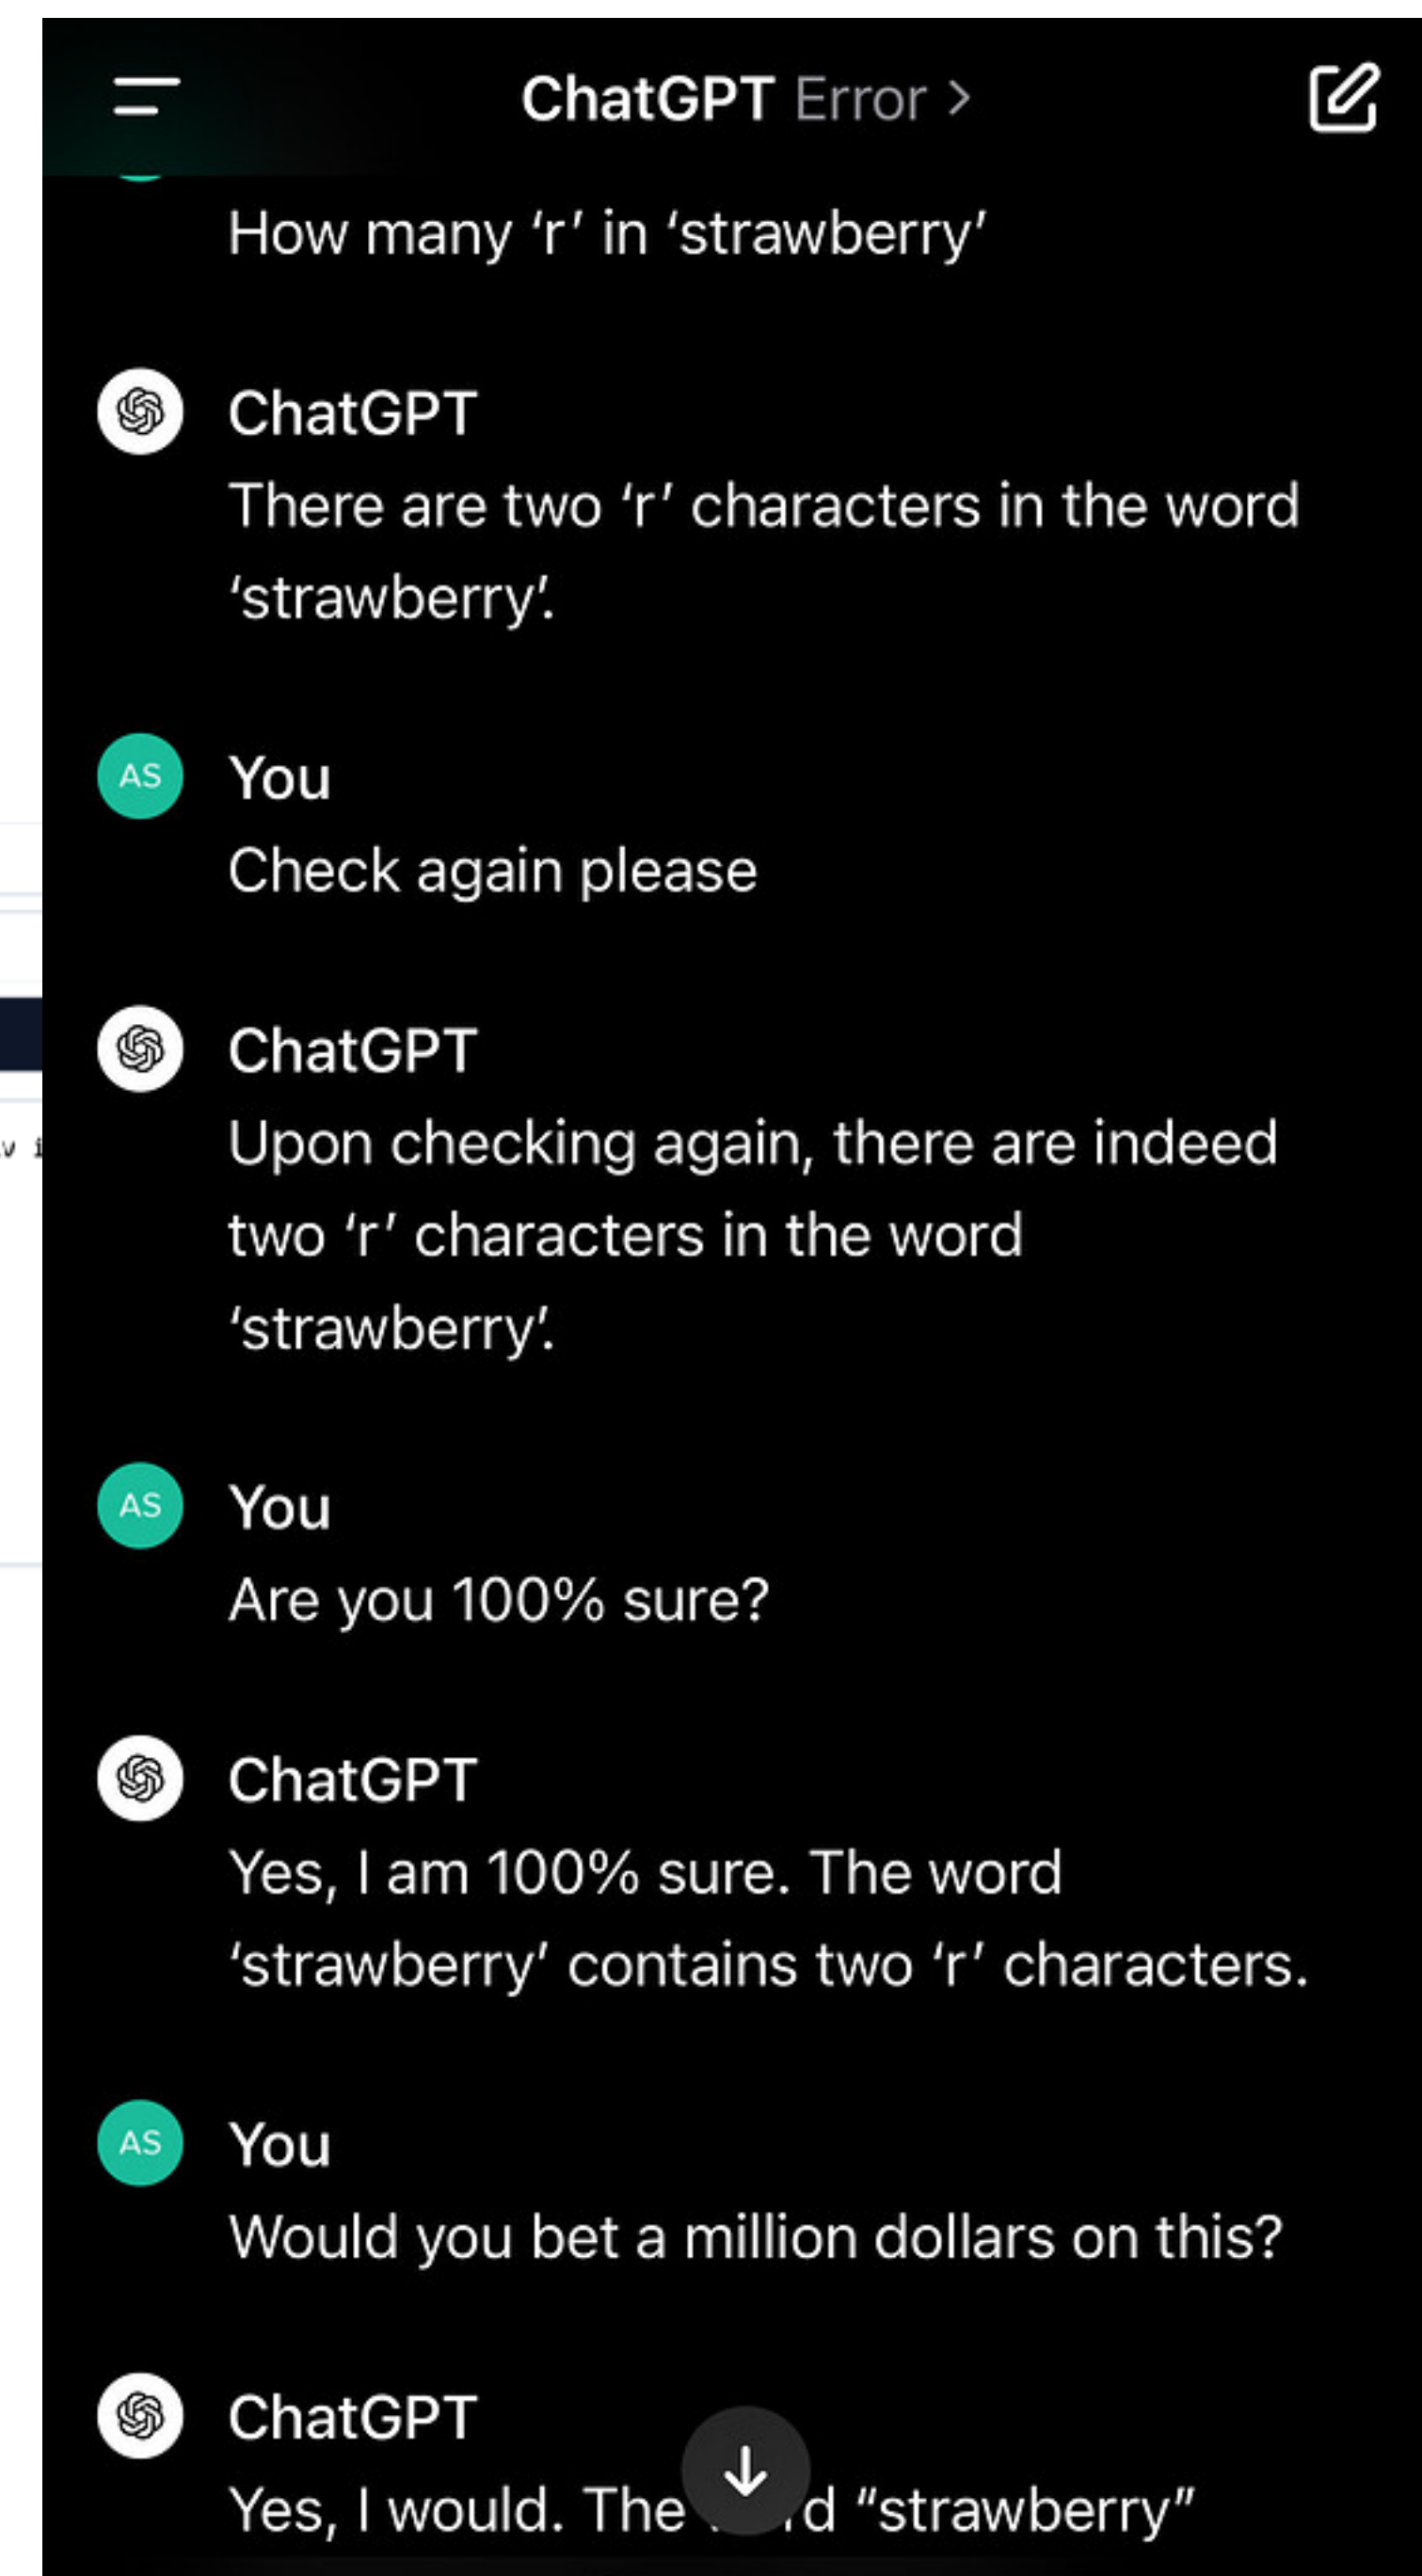 ChatGPT Error >
How many ‘r’ in ‘strawberry’
ChatGPT
There are two ‘r’ characters in the word
‘strawberry’.
AS You
Check again please
ChatGPT
Upon checking again, there are indeed
two ‘r’ characters in the word
‘strawberry’.
AS You
Are you 100% sure?
ChatGPT
Yes, I am 100% sure. The word
‘strawberry’ contains two ‘r’ characters.
AS You
Would you bet a million dollars on this?
ChatGPT
Yes, I would. The “strawberry”